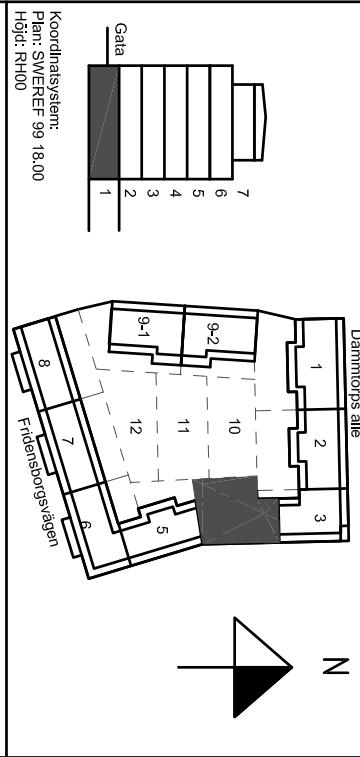 Gata
7
6
5
4
3
2
1
Koordinatsystem:
Plan: SWEREF 99 18.00
Höjd: RH00
Dammtorps alle
N
1
2
3
9-2
9-1
10
11
12
5
6
7
8
Fridensborgsvägen